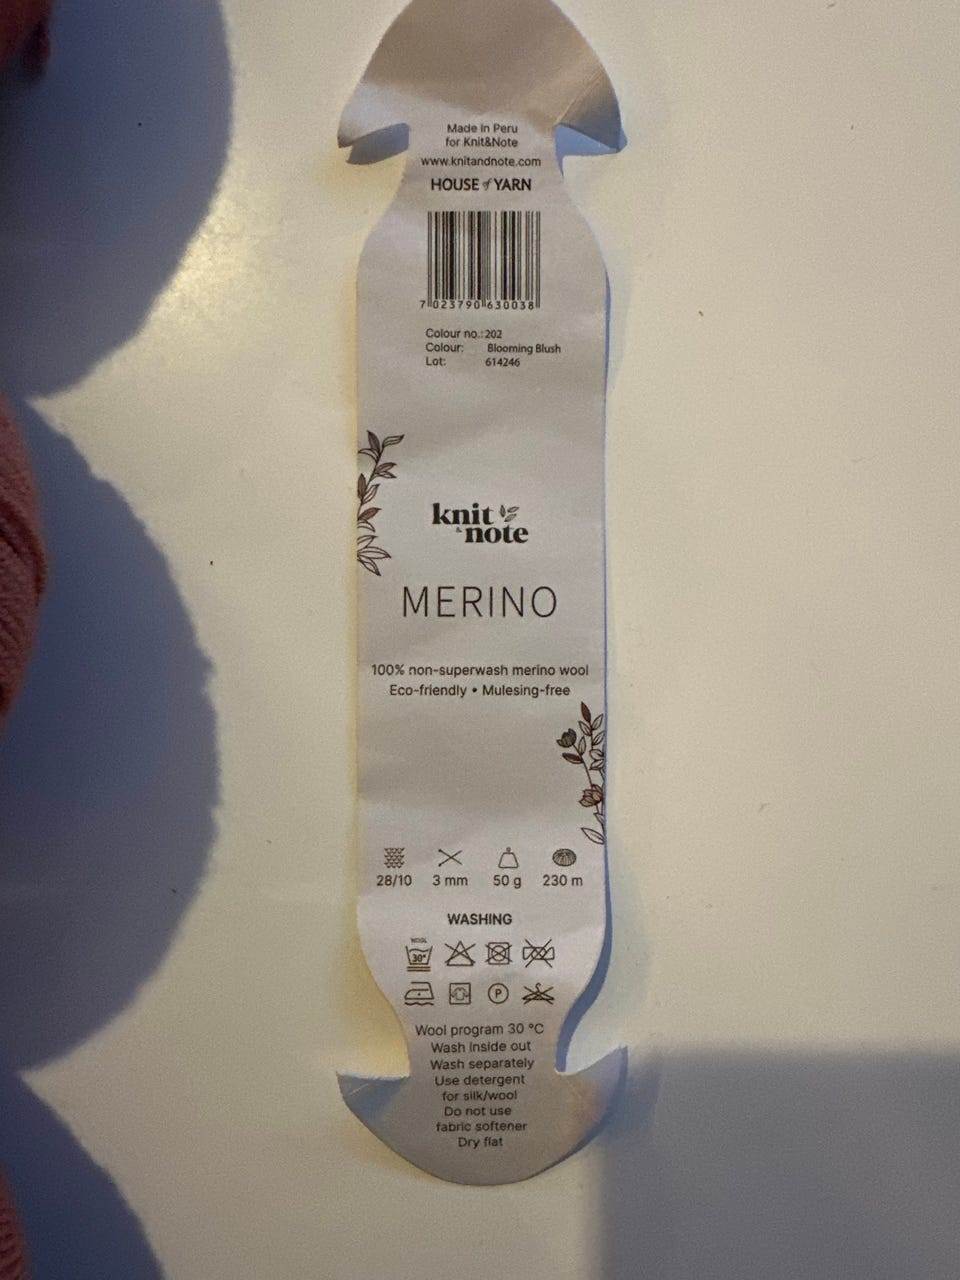 Made in Peru
for Knit&Note
www.knitandnote.com
HOUSE of YARN
7 023790 630038
Colour no.: 202
Colour: Blooming Blush
Lot: 614246
knit
& note
MERINO
100% non-superwash merino wool
Eco-friendly • Mulesing-free
28/10 3 mm 50 g 230 m
WASHING
WOOL
30°
P
Wool program 30 °C
Wash inside out
Wash separately
Use detergent
for silk/wool
Do not use
fabric softener
Dry flat